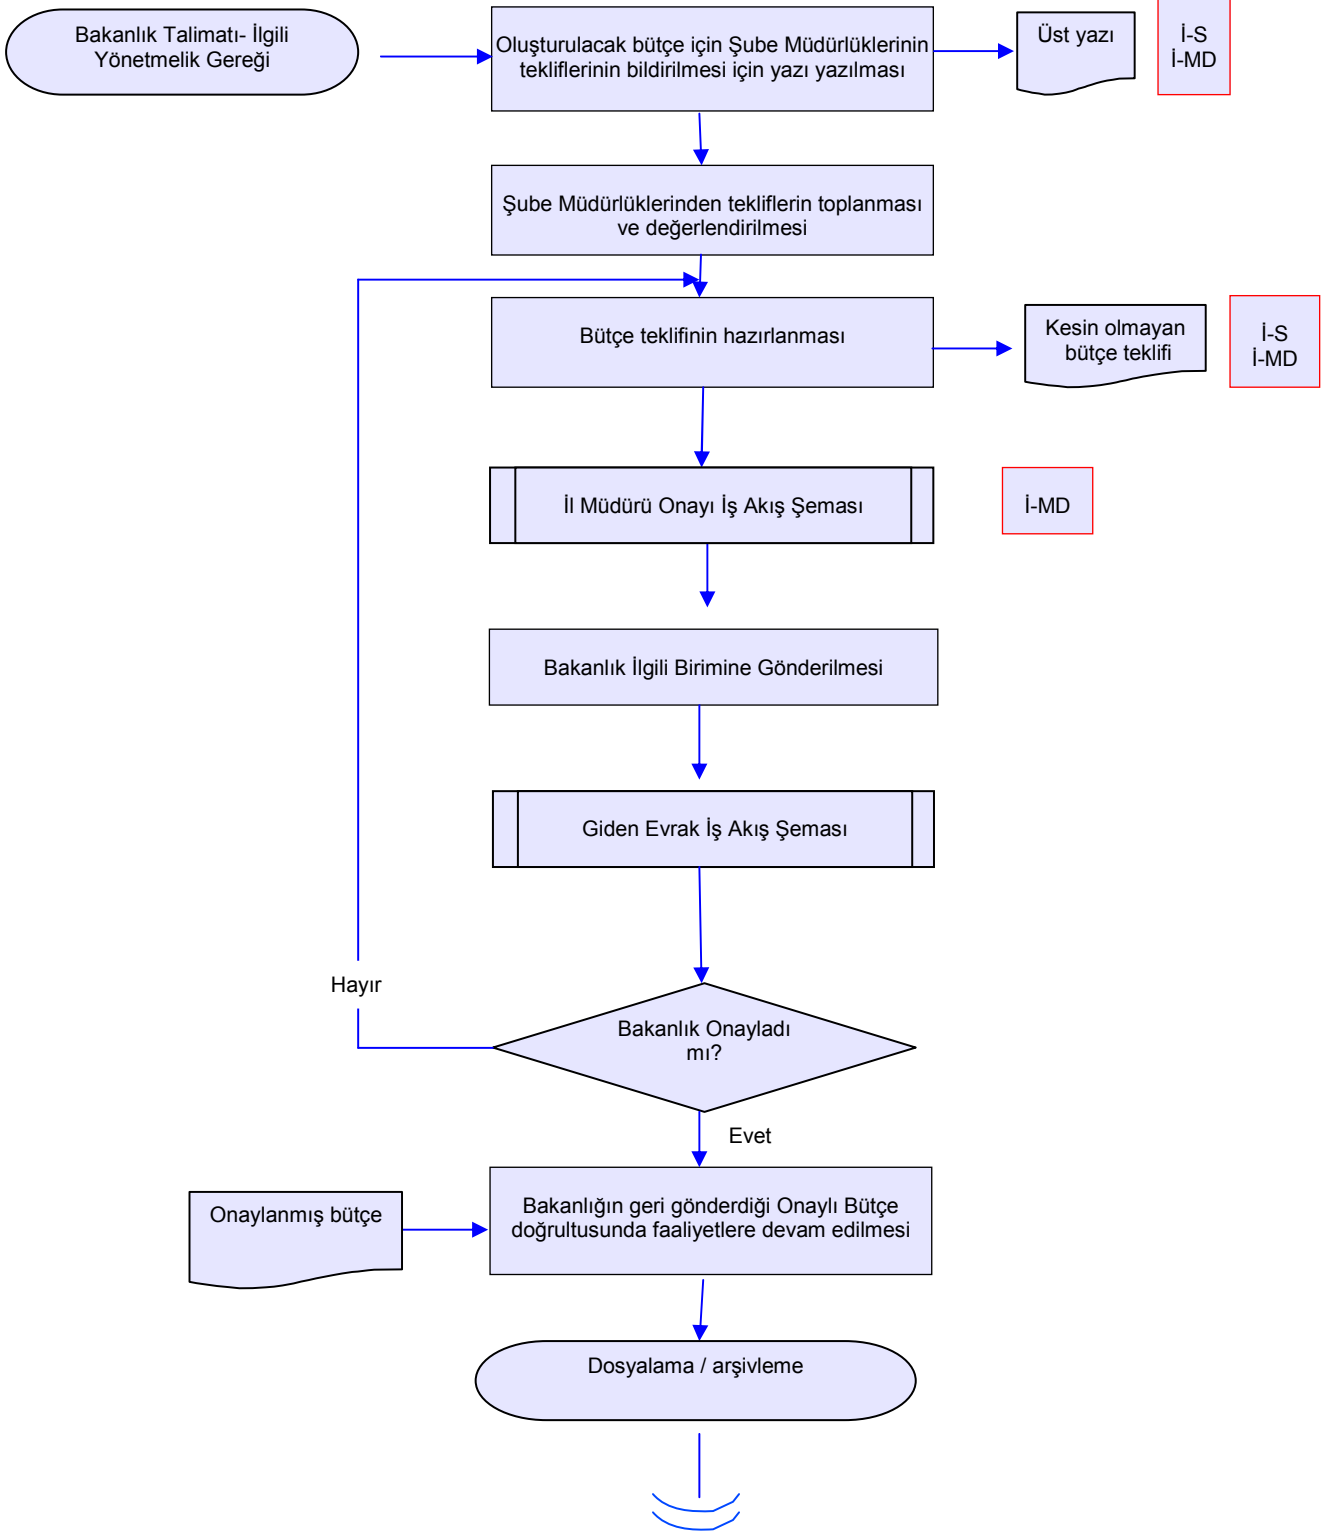 Bakanlık Talimatı- İlgili
Yönetmelik Gereği
Oluşturulacak bütçe için Şube Müdürlüklerinin
tekliflerinin bildirilmesi için yazı yazılması
Üst yazı
İ-S
İ-MD
Şube Müdürlüklerinden tekliflerin toplanması
ve değerlendirilmesi
Bütçe teklifinin hazırlanması
Kesin olmayan
bütçe teklifi
İ-S
İ-MD
İl Müdürü Onayı İş Akış Şeması
İ-MD
Bakanlık İlgili Birimine Gönderilmesi
Giden Evrak İş Akış Şeması
Hayır
Bakanlık Onayladı
mı?
Evet
Onaylanmış bütçe
Bakanlığın geri gönderdiği Onaylı Bütçe
doğrultusunda faaliyetlere devam edilmesi
Dosyalama / arşivleme